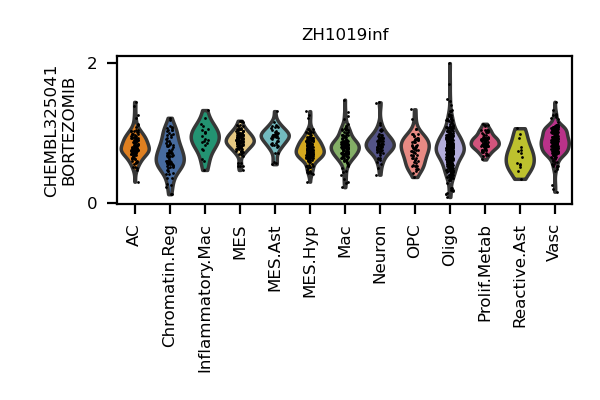 ZH1019inf
CHEMBL325041
BORTEZOMIB
2
0
AC
Chromatin.Reg
Inflammatory.Mac
MES
MES.Ast
MES.Hyp
Mac
Neuron
OPC
Oligo
Prolif.Metab
Reactive.Ast
Vasc